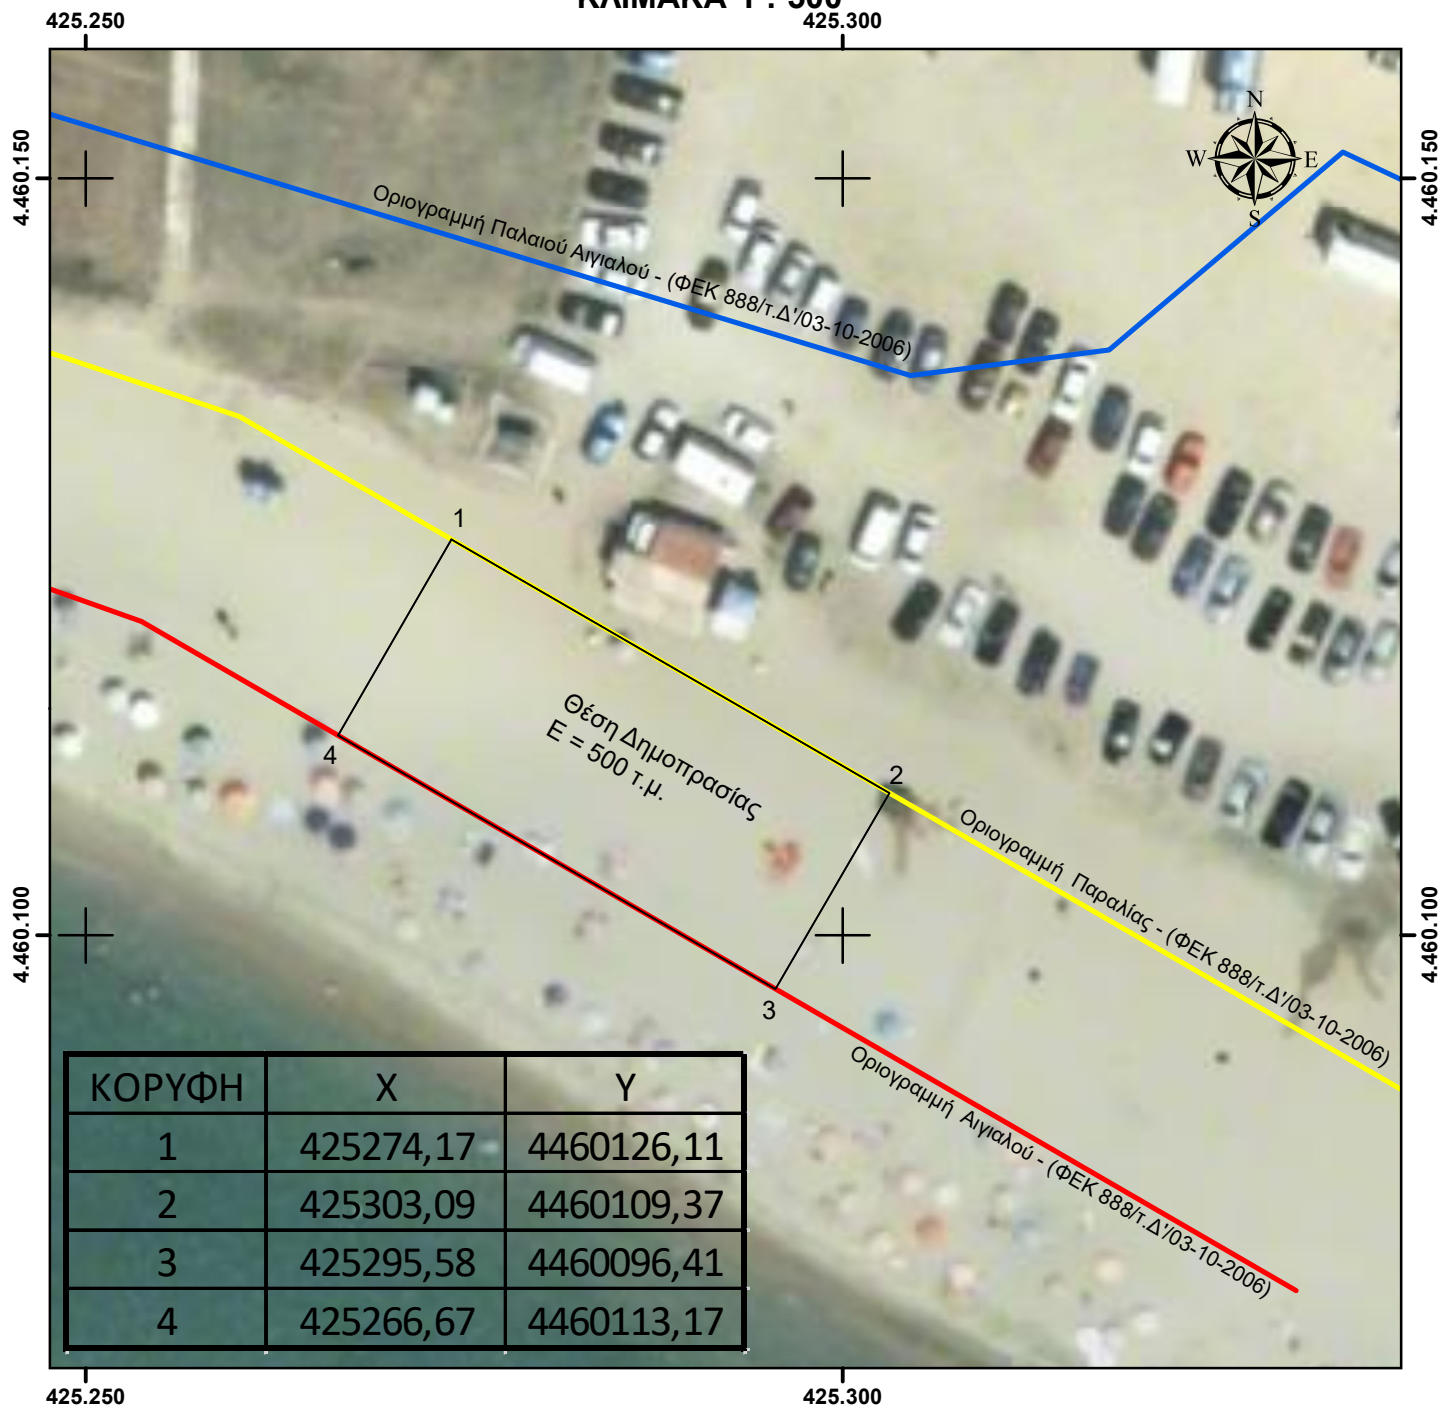 ΚΛΙΜΑΚΑ 1 : 500
425.250
425.300
4.460.150
4.460.150
N
W
E
S
Οριογραμμή Παλαιού Αιγιαλού - (ΦΕΚ 888/τ.Δ'/03-10-2006)
1
Θέση Δημοπρασίας
Ε = 500 τ.μ.
4
2
Οριογραμμή Παραλίας - (ΦΕΚ 888/τ.Δ'/03-10-2006)
4.460.100
4.460.100
3
Οριογραμμή Αιγιαλού - (ΦΕΚ 888/τ.Δ'/03-10-2006)
ΚΟΡΥΦΗ X Y
1 425274,17 4460126,11
2 425303,09 4460109,37
3 425295,58 4460096,41
4 425266,67 4460113,17
425.250
425.300